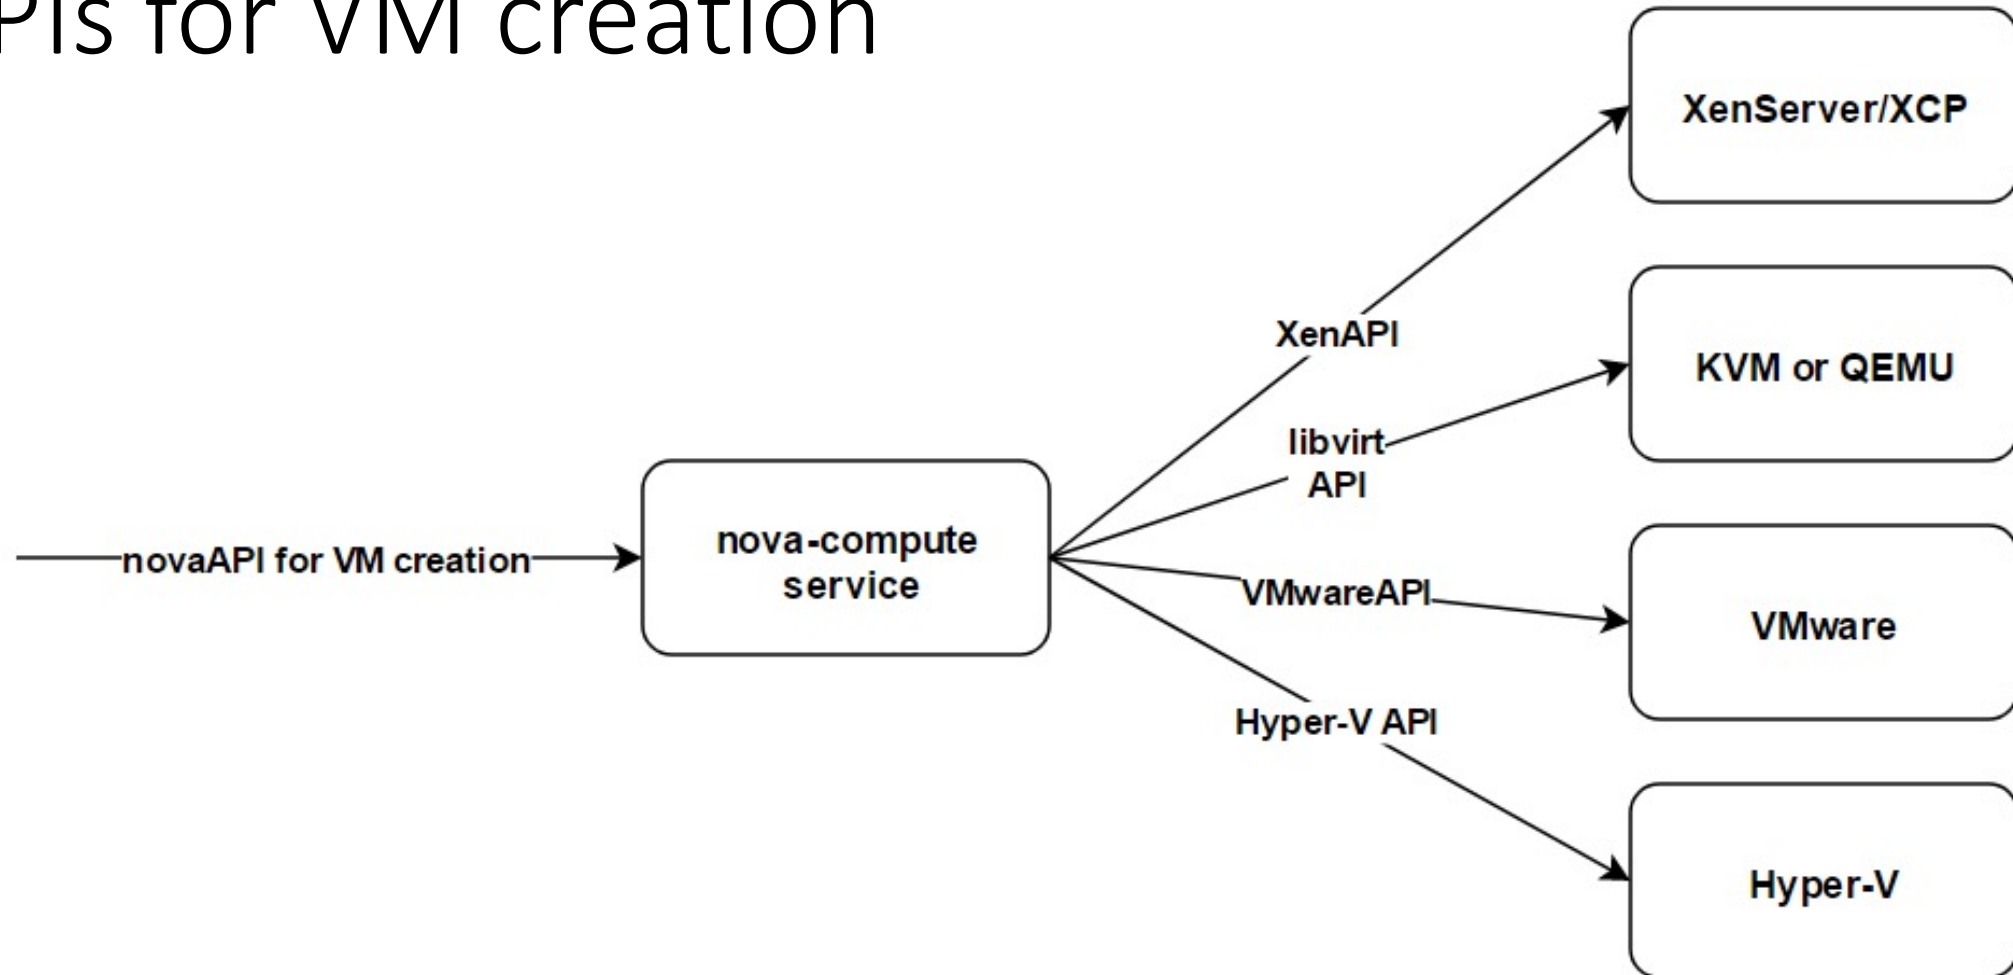 PIs for VM creation
XenServer/XCP
XenAPI
KVM or QEMU
libvirt
API
novaAPI for VM creation
nova-compute
service
VMwareAPI
VMware
Hyper-V API
Hyper-V